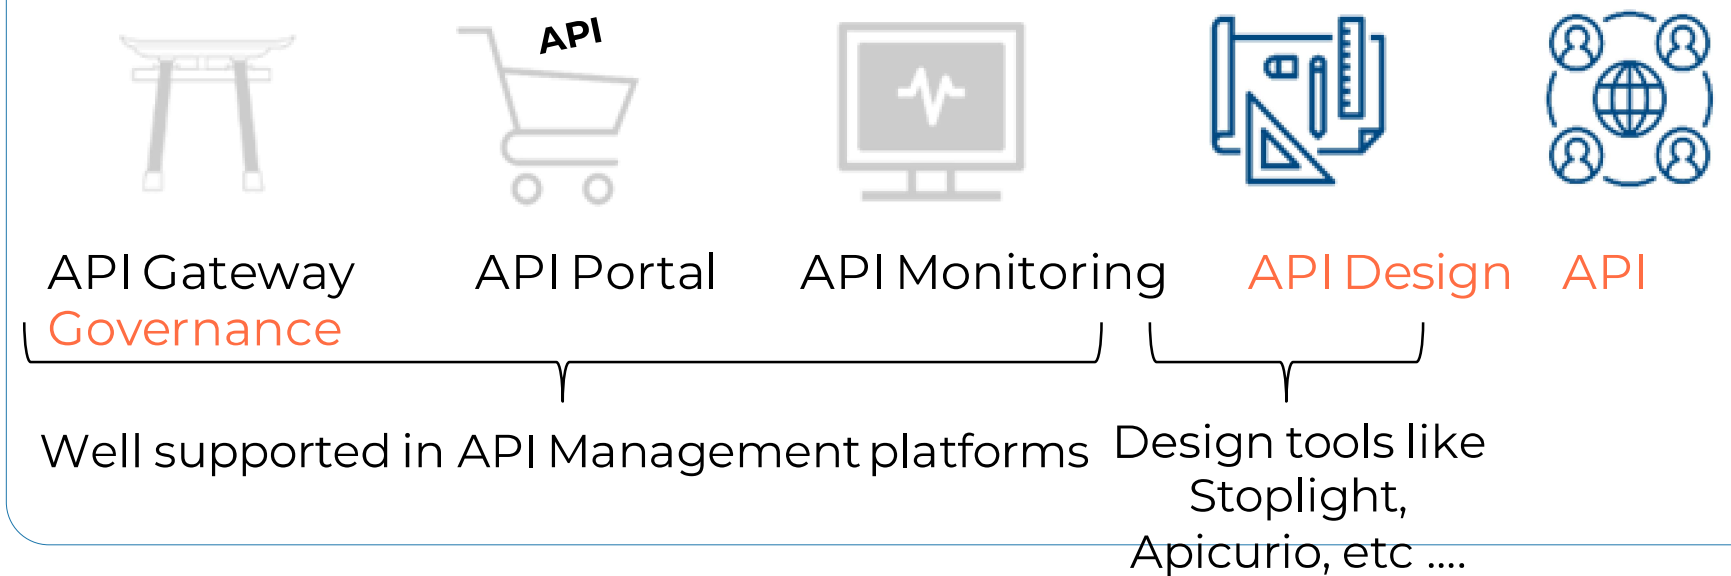 API
API Gateway API Portal API Monitoring API Design API
Governance
Well supported in API Management platforms
Design tools like
Stoplight,
Apicurio, etc ....